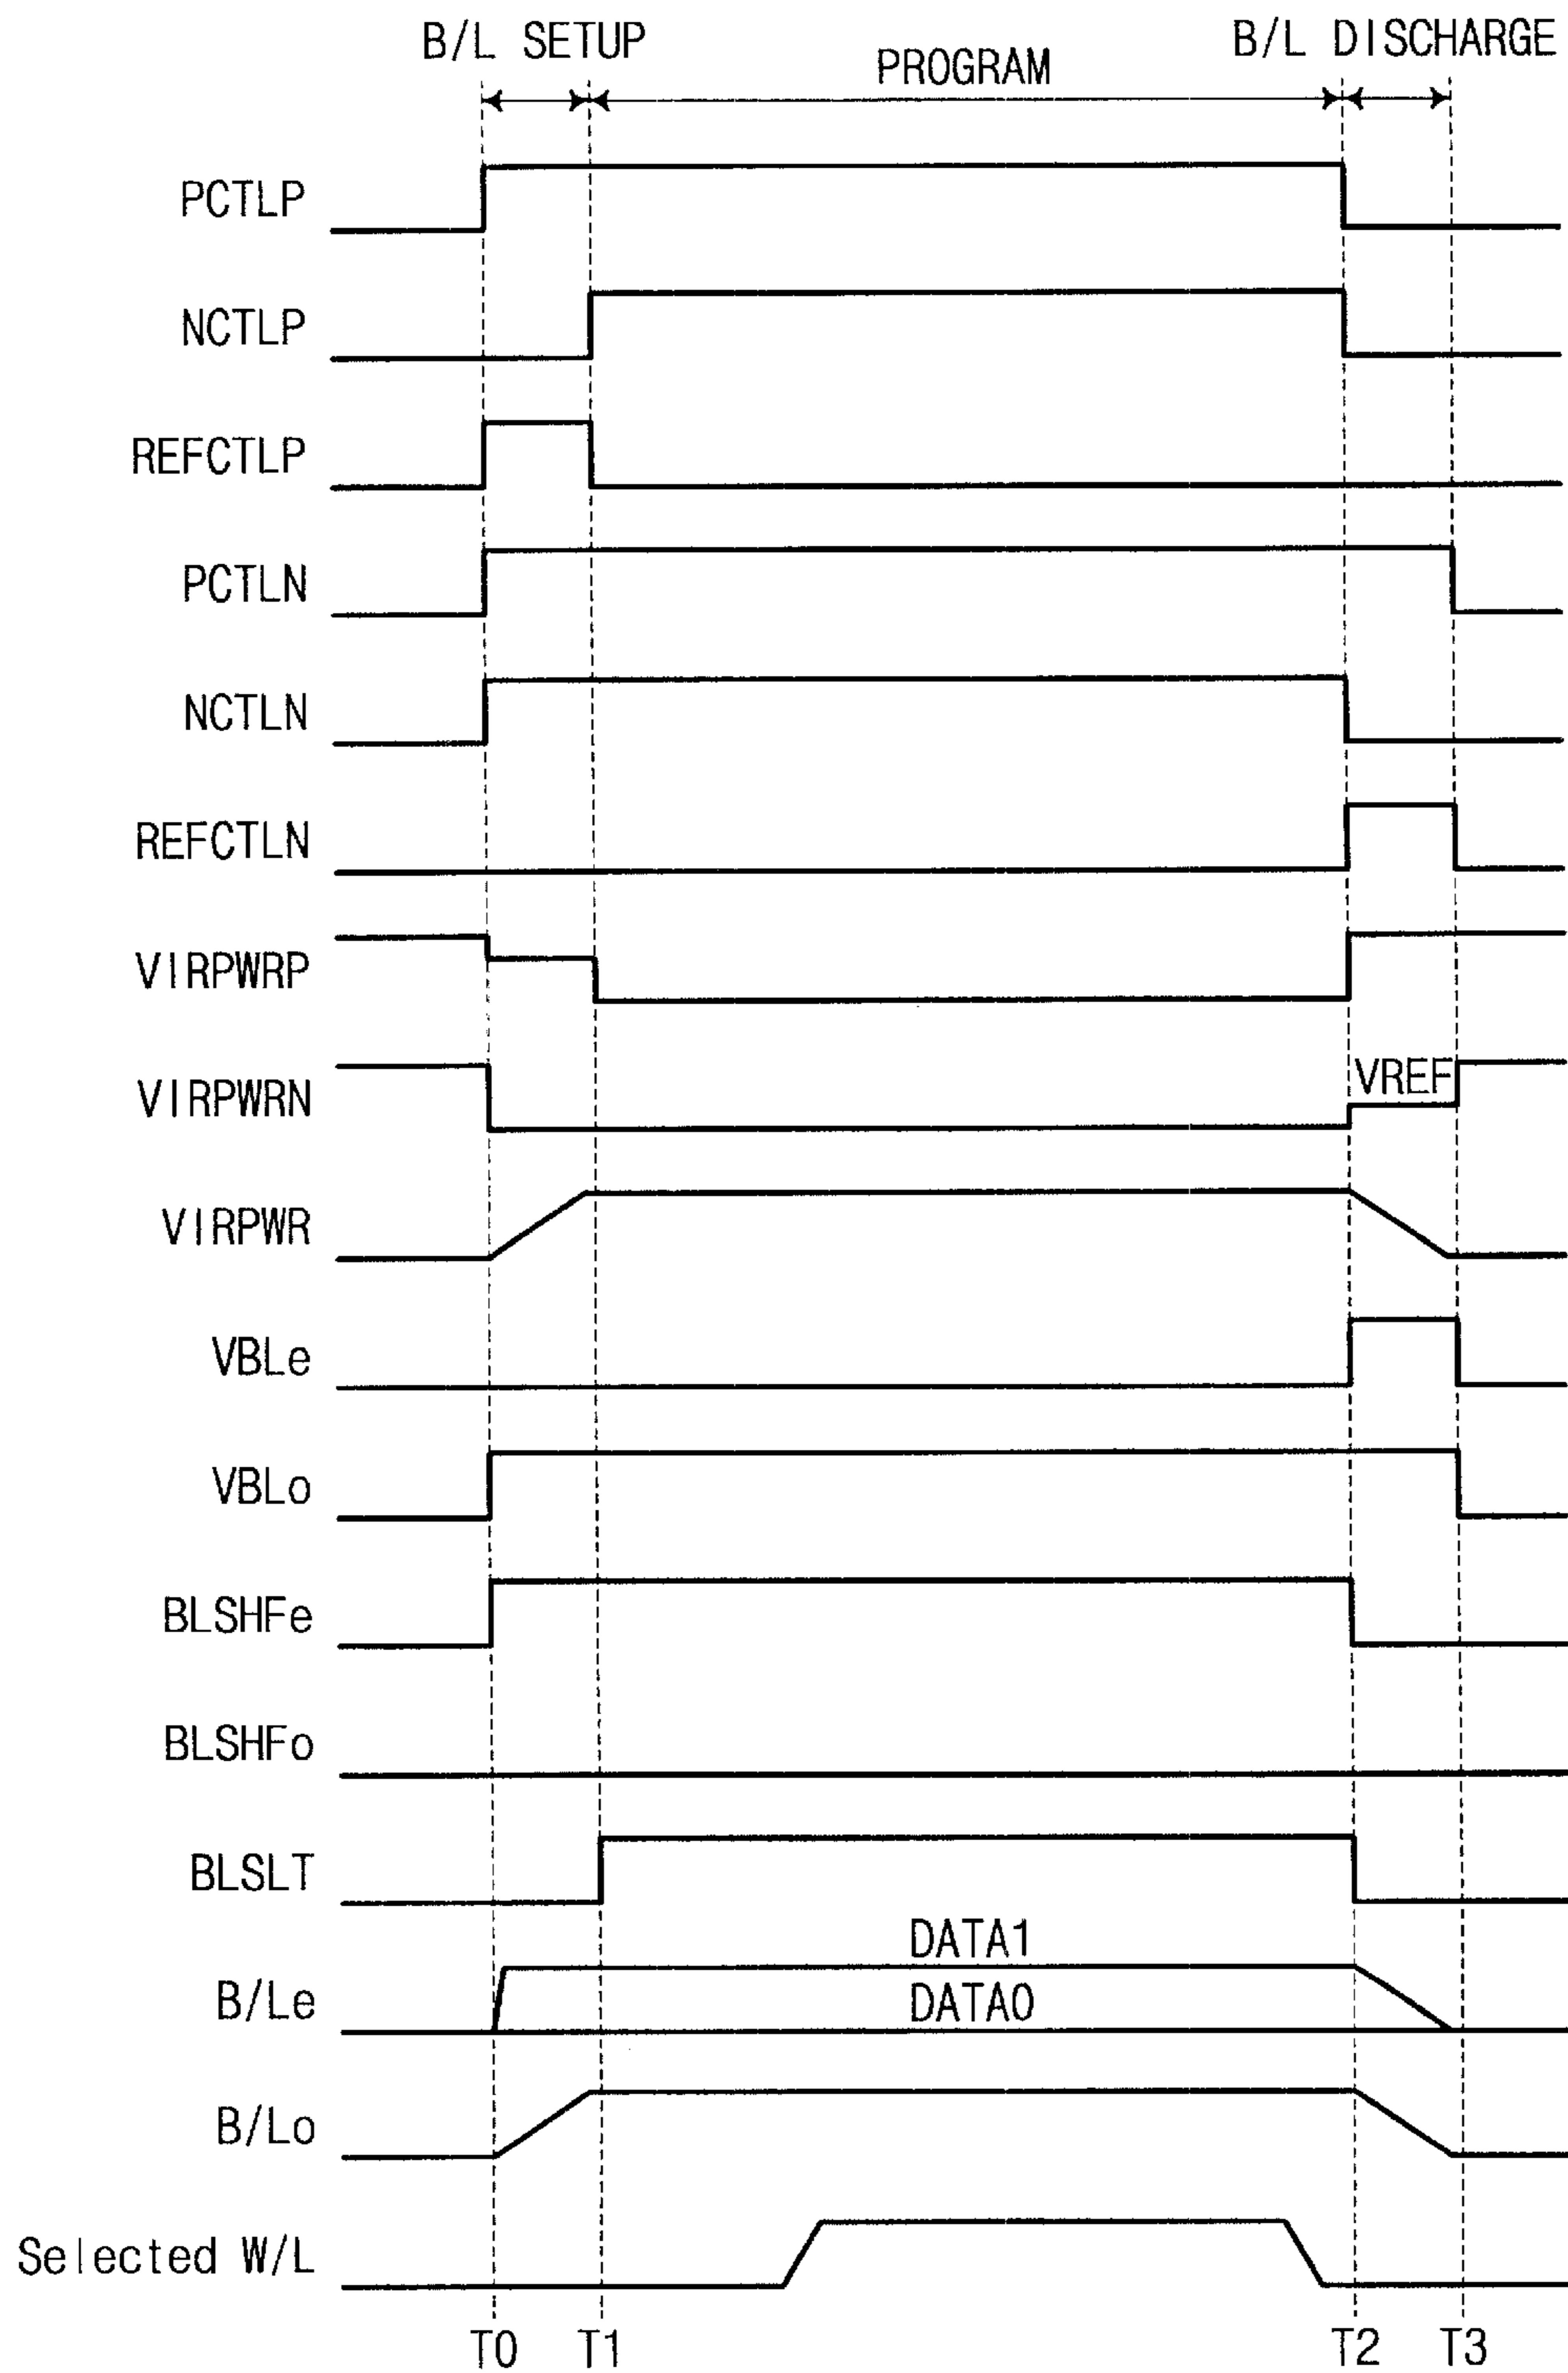 B/L SETUP
PROGRAM
B/L DISCHARGE
PCTLP
NCTLP
REFCTLP
PCTLN
NCTLN
REFCTLN
VIRPWRP
VIRPWRN
VREF
VIRPWR
VBLe
VBLo
BLSHFe
BLSHFo
BLSLT
DATA1
B/Le
DATA0
B/Lo
Selected W/L
T0 T1 T2 T3